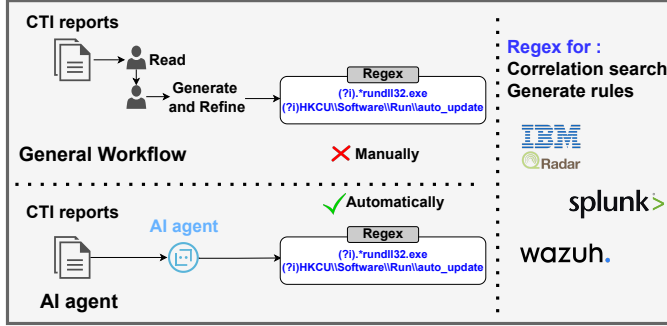 CTI reports
Read
Generate
and Refine
Regex
(?i).*rundll32.exe
(?i)HKCU\\Software\\Run\\auto_update
General Workflow
Manually
CTI reports
AI agent
Automatically
Regex
(?i).*rundll32.exe
(?i)HKCU\\Software\\Run\\auto_update
AI agent
Regex for :
Correlation search
Generate rules
IBM
Radar
splunk>
wazuh.